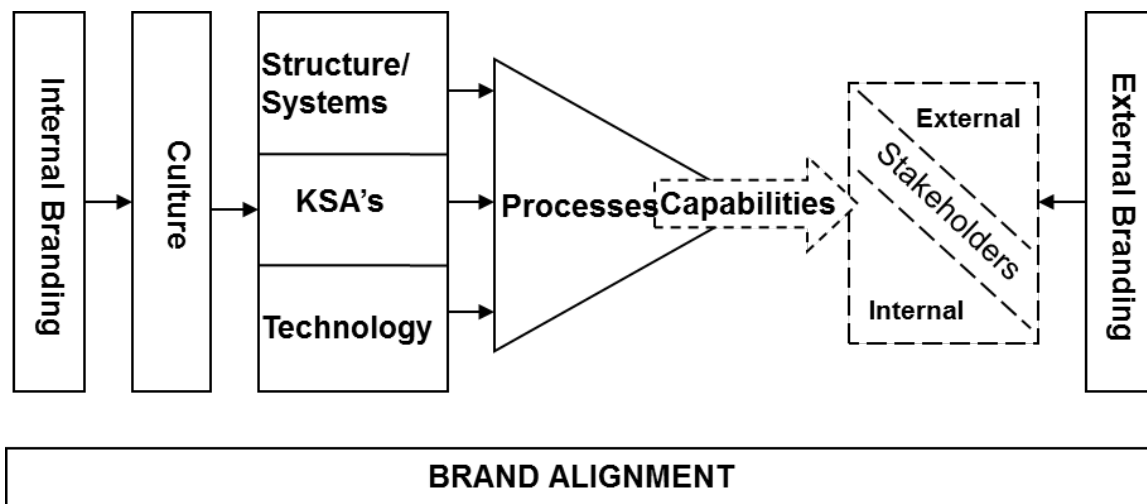 Internal Branding
Culture
Structure/
Systems
KSA's
Technology
Processes
Capabilities
External
Stakeholders
Internal
External Branding
BRAND ALIGNMENT